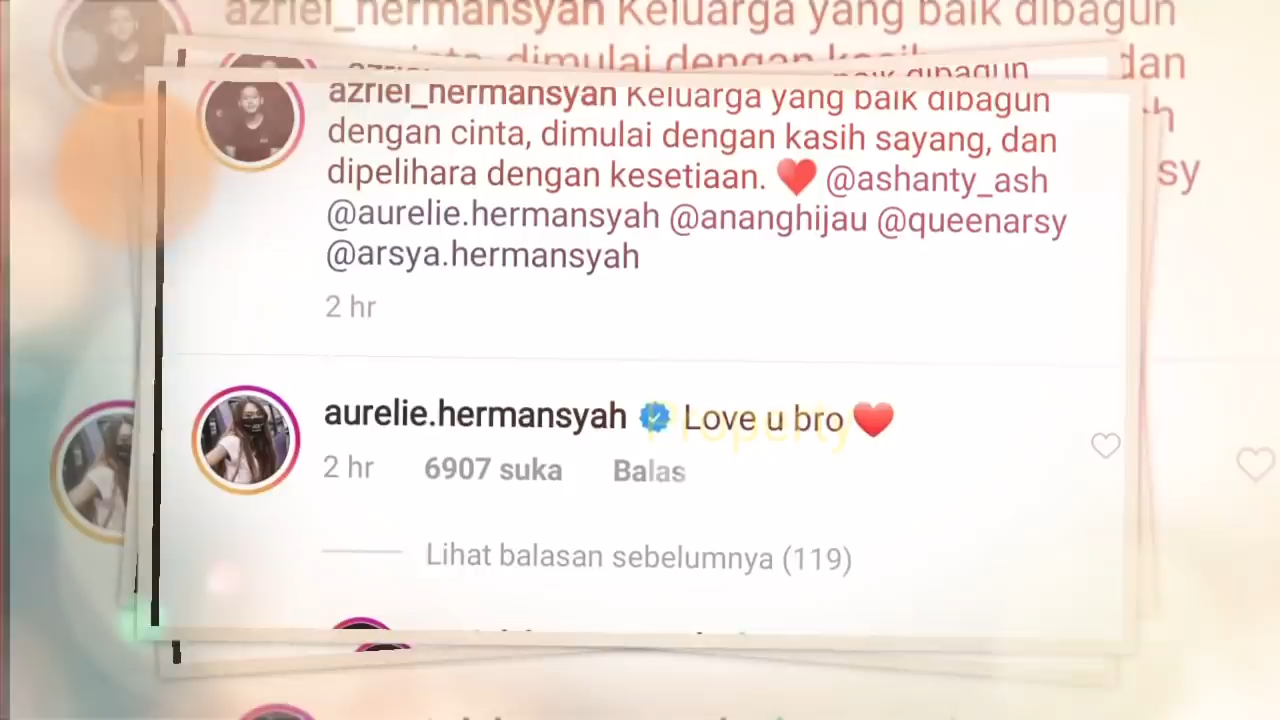 azriel_hermansyah Keluarga yang baik dibagun
dengan cinta, dimulai dengan kasih sayang, dan
dipelihara dengan kesetiaan. ❤️ @ashanty_ash
@aurelie.hermansyah @ananghijau @queenarsy
@arsya.hermansyah
2 hr
aurelie.hermansyah Love u bro ❤️
Property
2 hr 6907 suka Balas
Lihat balasan sebelumnya (119)